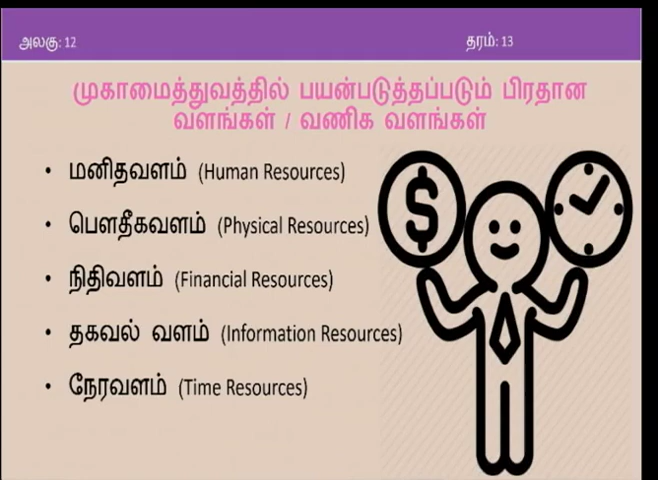 அலகு: 12
தரம்: 13
முகாமைத்துவத்தில் பயன்படுத்தப்படும் பிரதான
வளங்கள் / வணிக வளங்கள்
• மனிதவளம் (Human Resources)
• பௌதீகவளம் (Physical Resources)
• நிதிவளம் (Financial Resources)
• தகவல் வளம் (Information Resources)
• நேரவளம் (Time Resources)
$